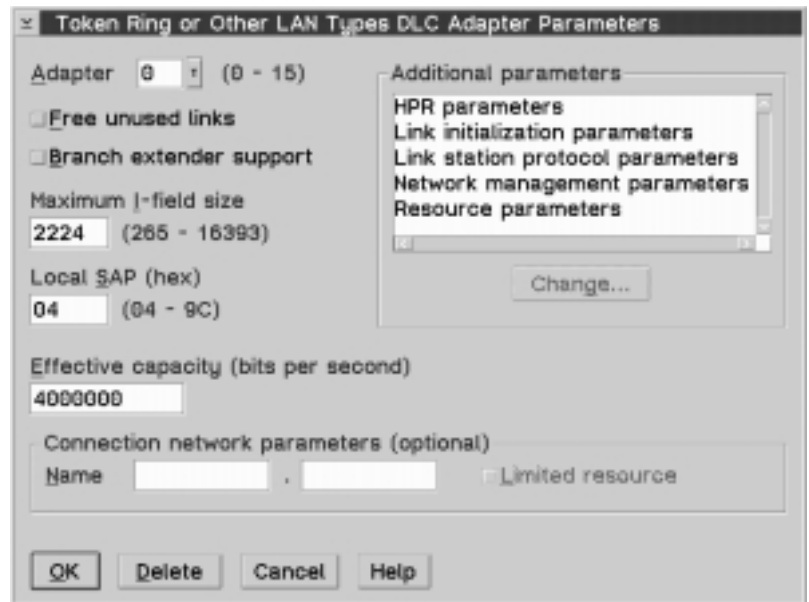 Token Ring or Other LAN Types DLC Adapter Parameters
Adapter 0 (0 - 15)
Free unused links
Branch extender support
Maximum I-field size
2224 (265 - 16393)
Local SAP (hex)
04 (04 - 9C)
Additional parameters
HPR parameters
Link initialization parameters
Link station protocol parameters
Network management parameters
Resource parameters
Change...
Effective capacity (bits per second)
4000000
Connection network parameters (optional)
Name . Limited resource
OK Delete Cancel Help